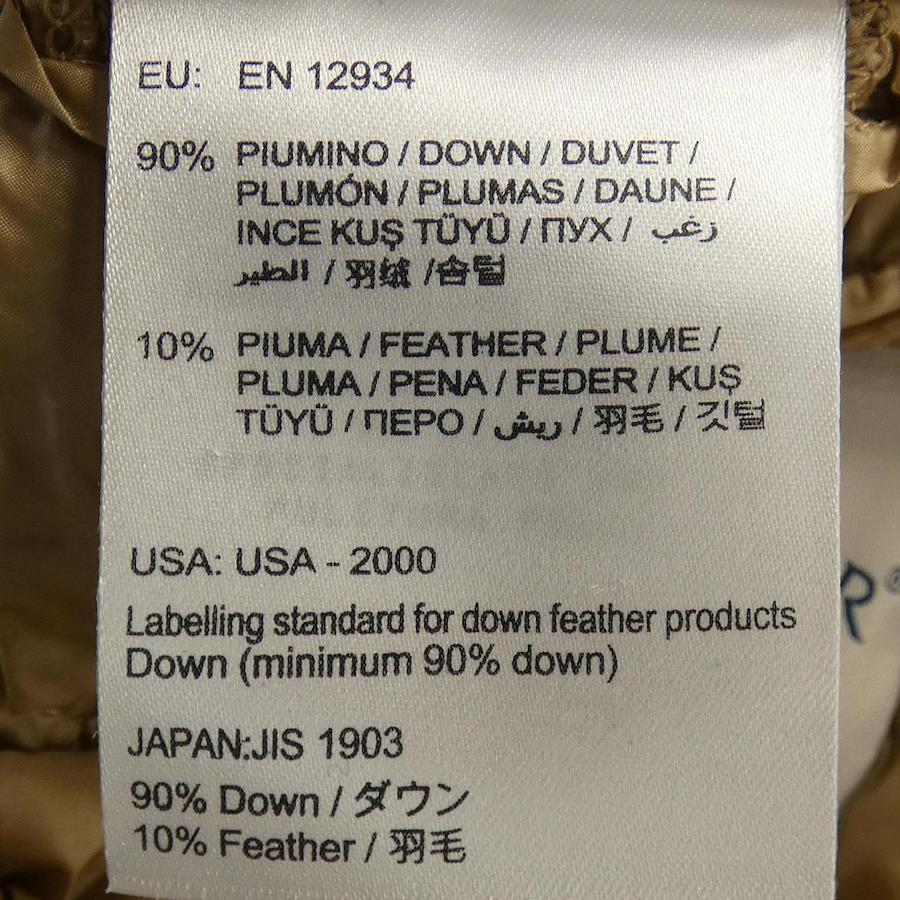 EU: EN 12934
90% PIUMINO / DOWN / DUVET /
PLUMÓN / PLUMAS / DAUNE /
INCE KUŞ TÜYÜ / ПУХ / زغب
الطير / 羽绒 /솜털
10% PIUMA / FEATHER / PLUME /
PLUMA / PENA / FEDER / KUŞ
TÜYÜ / ПЕРО / ريش / 羽毛 / 깃털
USA: USA - 2000
Labelling standard for down feather products
Down (minimum 90% down)
R®
JAPAN:JIS 1903
90% Down / ダウン
10% Feather / 羽毛